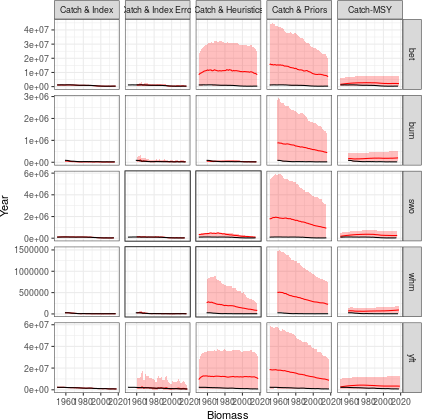 Catch & Index
Catch & Index Erro
Catch & Heuristics
Catch & Priors
Catch-MSY
4e+07
3e+07
2e+07
1e+07
0e+00
bet
3e+06
2e+06
1e+06
0e+00
bum
6e+06
4e+06
2e+06
0e+00
swo
1500000
1000000
500000
0
whm
6e+07
4e+07
2e+07
0e+00
yft
1960 1980 2000 2020
1960 1980 2000 2020
1960 1980 2000 2020
1960 1980 2000 2020
1960 1980 2000 2020
Year
Biomass